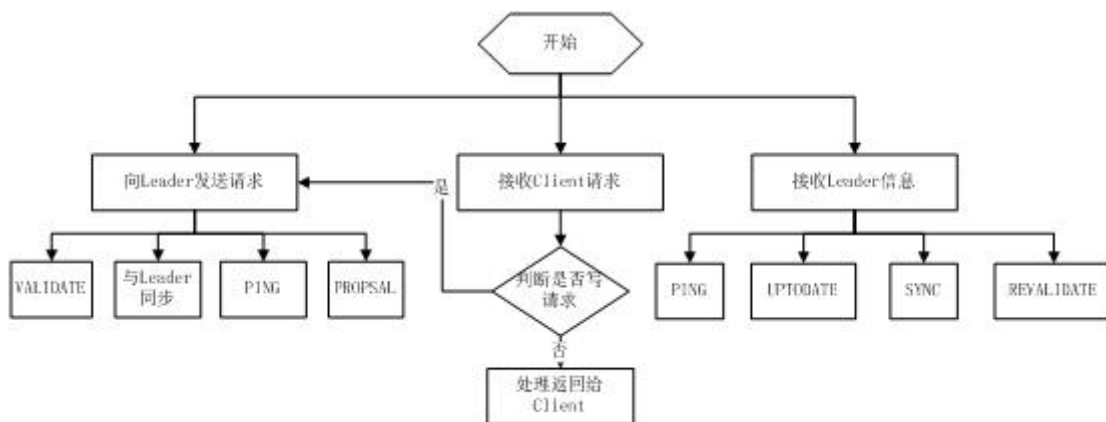 开始
向Leader发送请求
是
接收Client请求
接收Leader信息
VALIDATE
与Leader
同步
PING
PROPSAL
判断是否写
请求
PING
UPTODATE
SYNC
REVALIDATE
否
处理返回给
Client